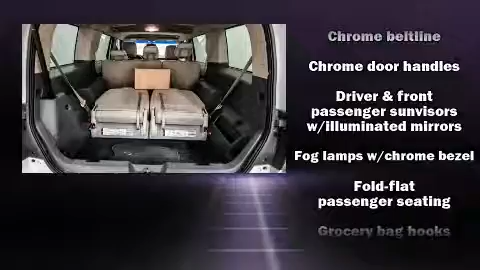 Chrome beltline
Chrome door handles
Driver & front
passenger sunvisors
w/illuminated mirrors
Fog lamps w/chrome bezel
Fold-flat
passenger seating
Grocery bag hooks